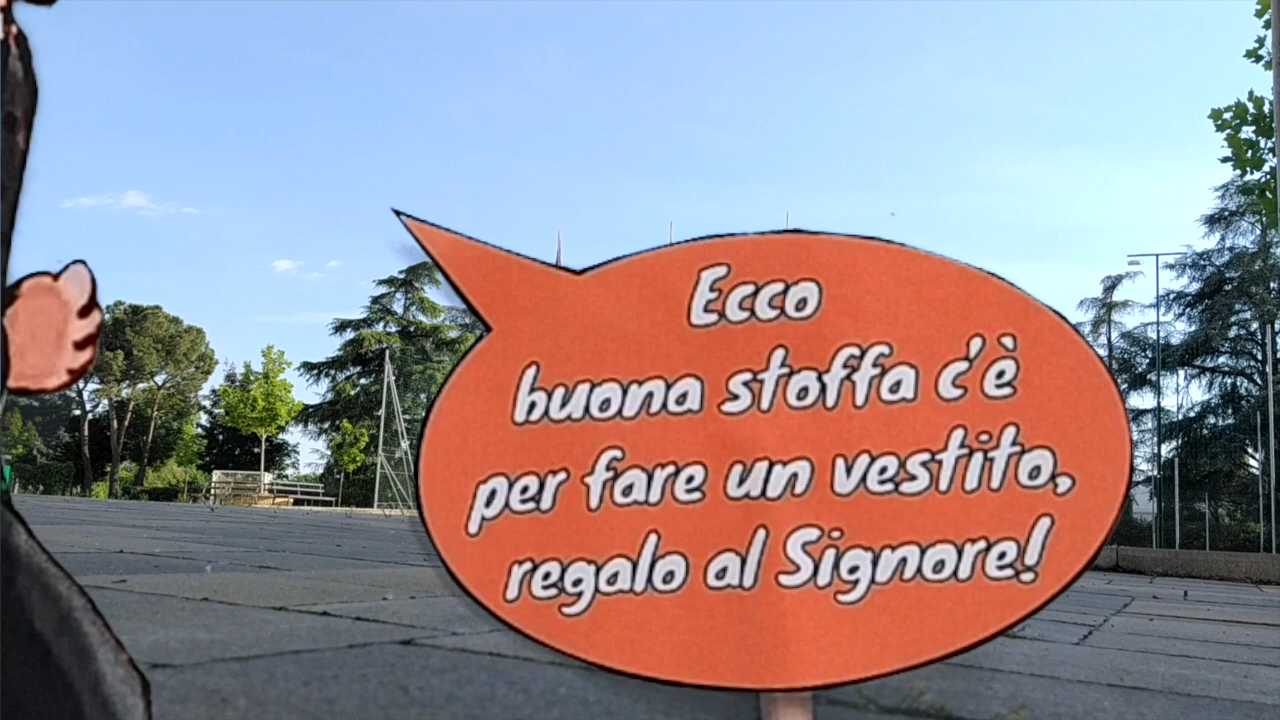 Ecco
buona stoffa c'è
per fare un vestito,
regalo al Signore!